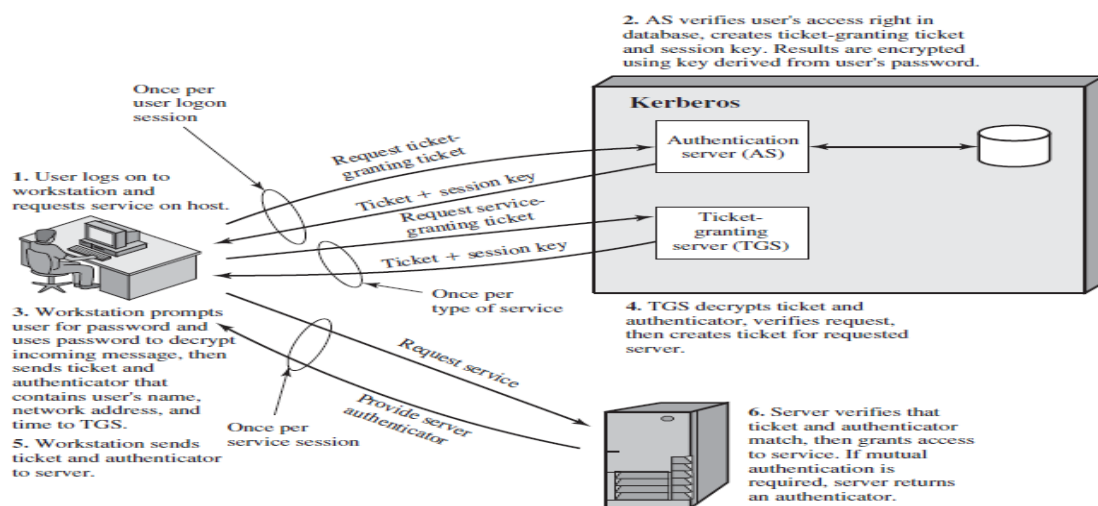 2. AS verifies user's access right in
database, creates ticket-granting ticket
and session key. Results are encrypted
using key derived from user's password.
Once per
user logon
session
Kerberos
Request ticket-
granting ticket
Authentication
server (AS)
1. User logs on to
workstation and
requests service on host.
Ticket + session key
Request service-
granting ticket
Ticket-
granting
server (TGS)
Ticket + session key
Once per
type of service
3. Workstation prompts
user for password and
uses password to decrypt
incoming message, then
sends ticket and
authenticator that
contains user's name,
network address, and
time to TGS.
4. TGS decrypts ticket and
authenticator, verifies request,
then creates ticket for requested
server.
Request service
Provide server
authenticator
Once per
service session
5. Workstation sends
ticket and authenticator
to server.
6. Server verifies that
ticket and authenticator
match, then grants access
to service. If mutual
authentication is
required, server returns
an authenticator.